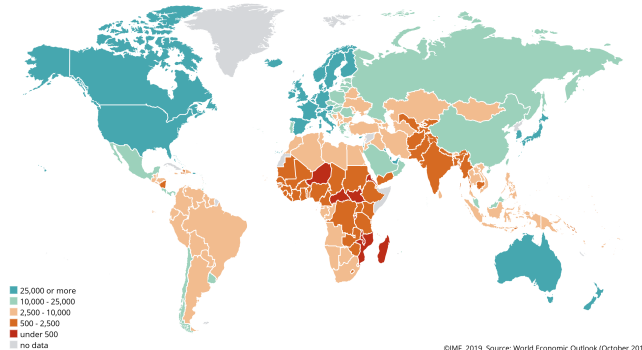 25,000 or more
10,000 - 25,000
2,500 - 10,000
500 - 2,500
under 500
no data
©IMF, 2019, Source: World Economic Outlook (October 201